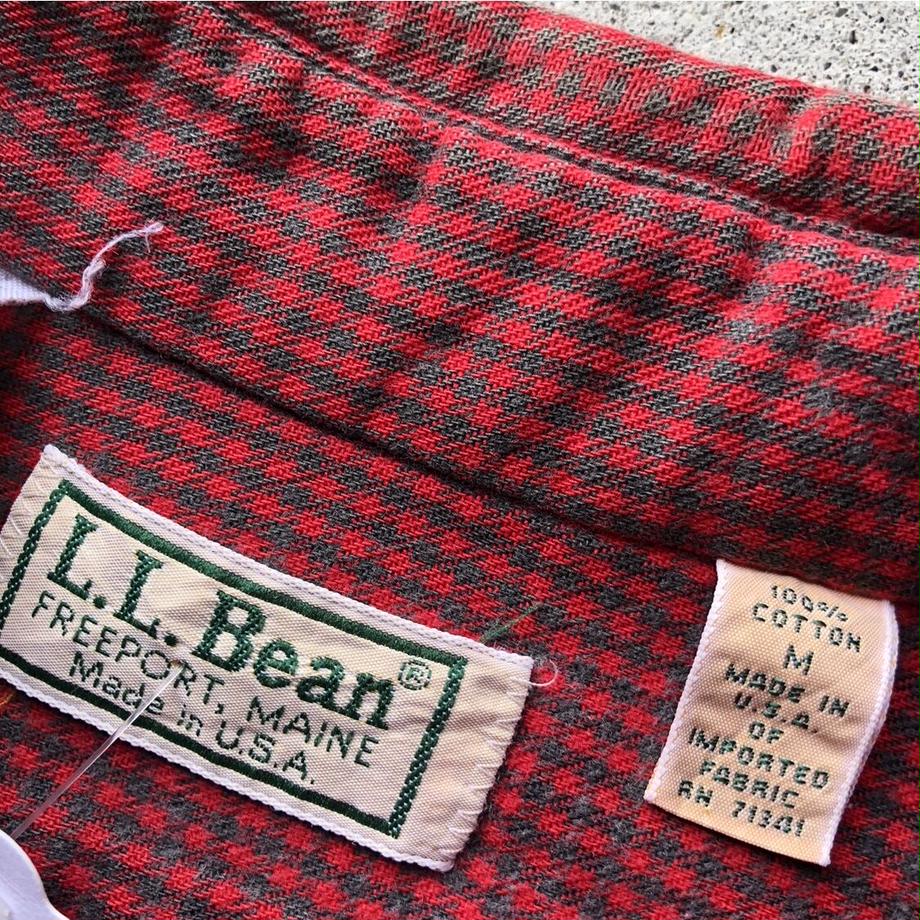 L.L.Bean®
FREEPORT, MAINE
Made in U.S.A.
100%
COTTON
M
MADE IN
U.S.A.
OF
IMPORTED
FABRIC
RN 71341